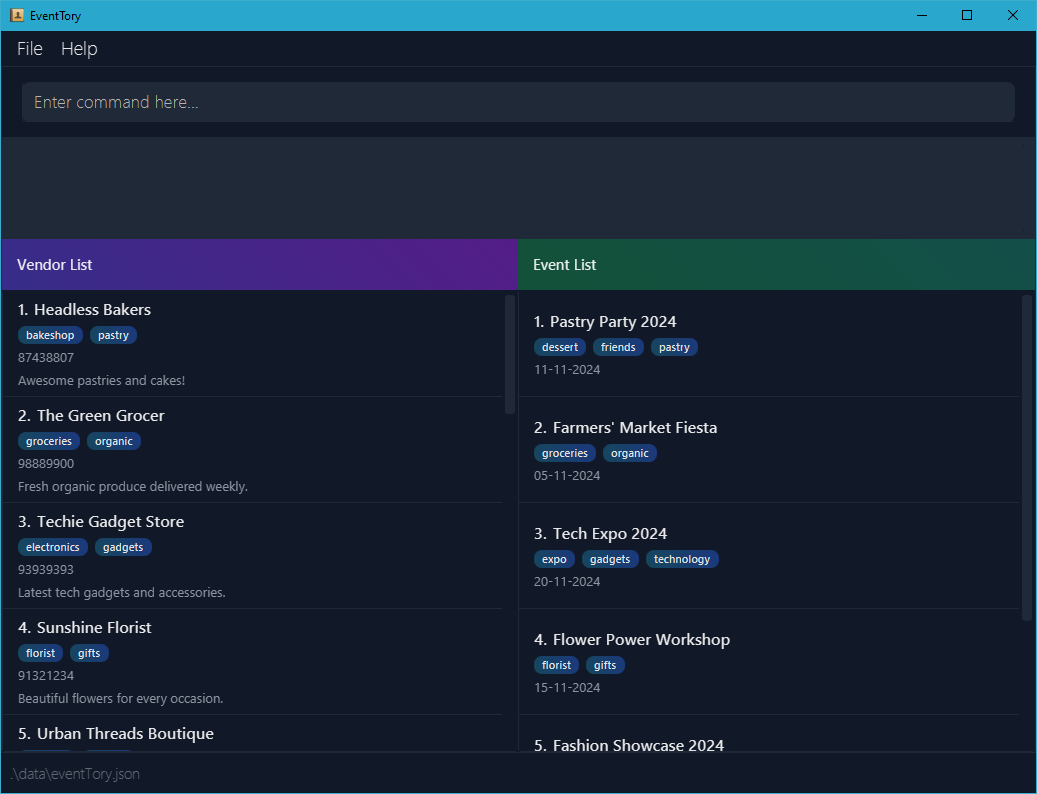 EventTory
File Help
Enter command here...
Vendor List
1. Headless Bakers
bakeshop pastry
87438807
Awesome pastries and cakes!
2. The Green Grocer
groceries organic
98889900
Fresh organic produce delivered weekly.
3. Techie Gadget Store
electronics gadgets
93939393
Latest tech gadgets and accessories.
4. Sunshine Florist
florist gifts
91321234
Beautiful flowers for every occasion.
5. Urban Threads Boutique
Event List
1. Pastry Party 2024
dessert friends pastry
11-11-2024
2. Farmers' Market Fiesta
groceries organic
05-11-2024
3. Tech Expo 2024
expo gadgets technology
20-11-2024
4. Flower Power Workshop
florist gifts
15-11-2024
5. Fashion Showcase 2024
.\data\eventTory.json